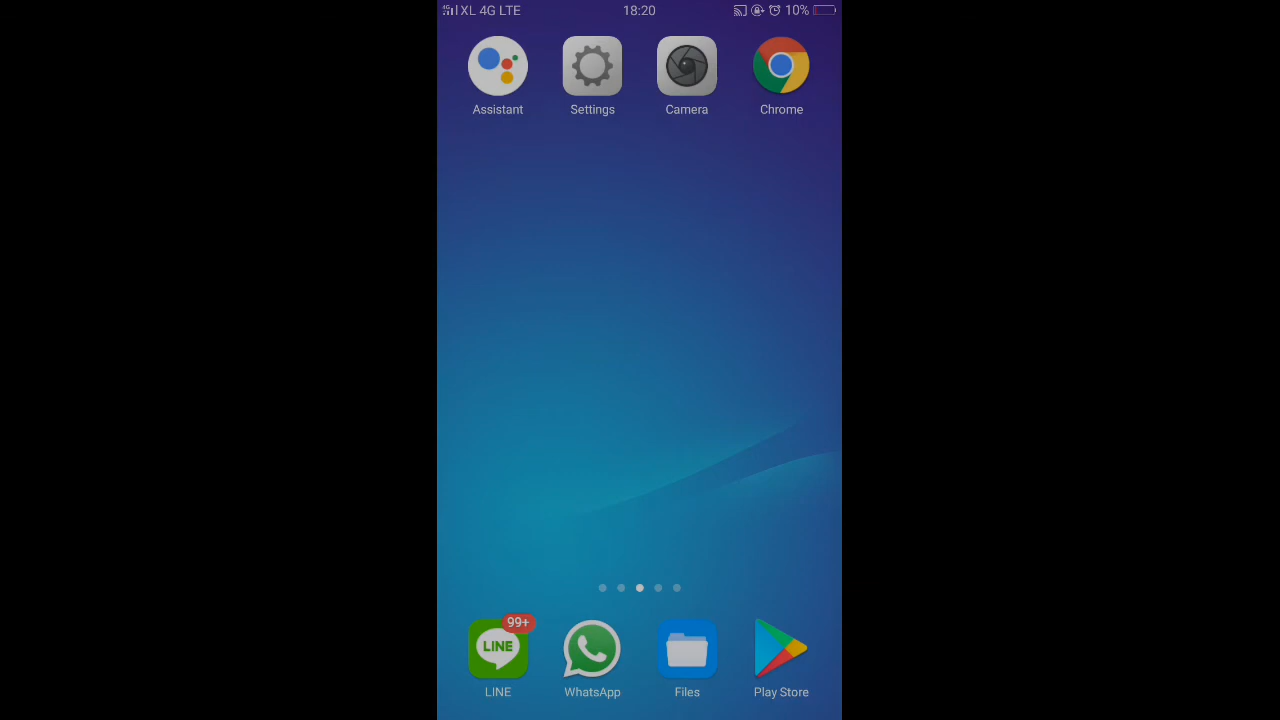 XL 4G LTE 18:20 10%
Assistant Settings Camera Chrome
99+
LINE
LINE WhatsApp Files Play Store